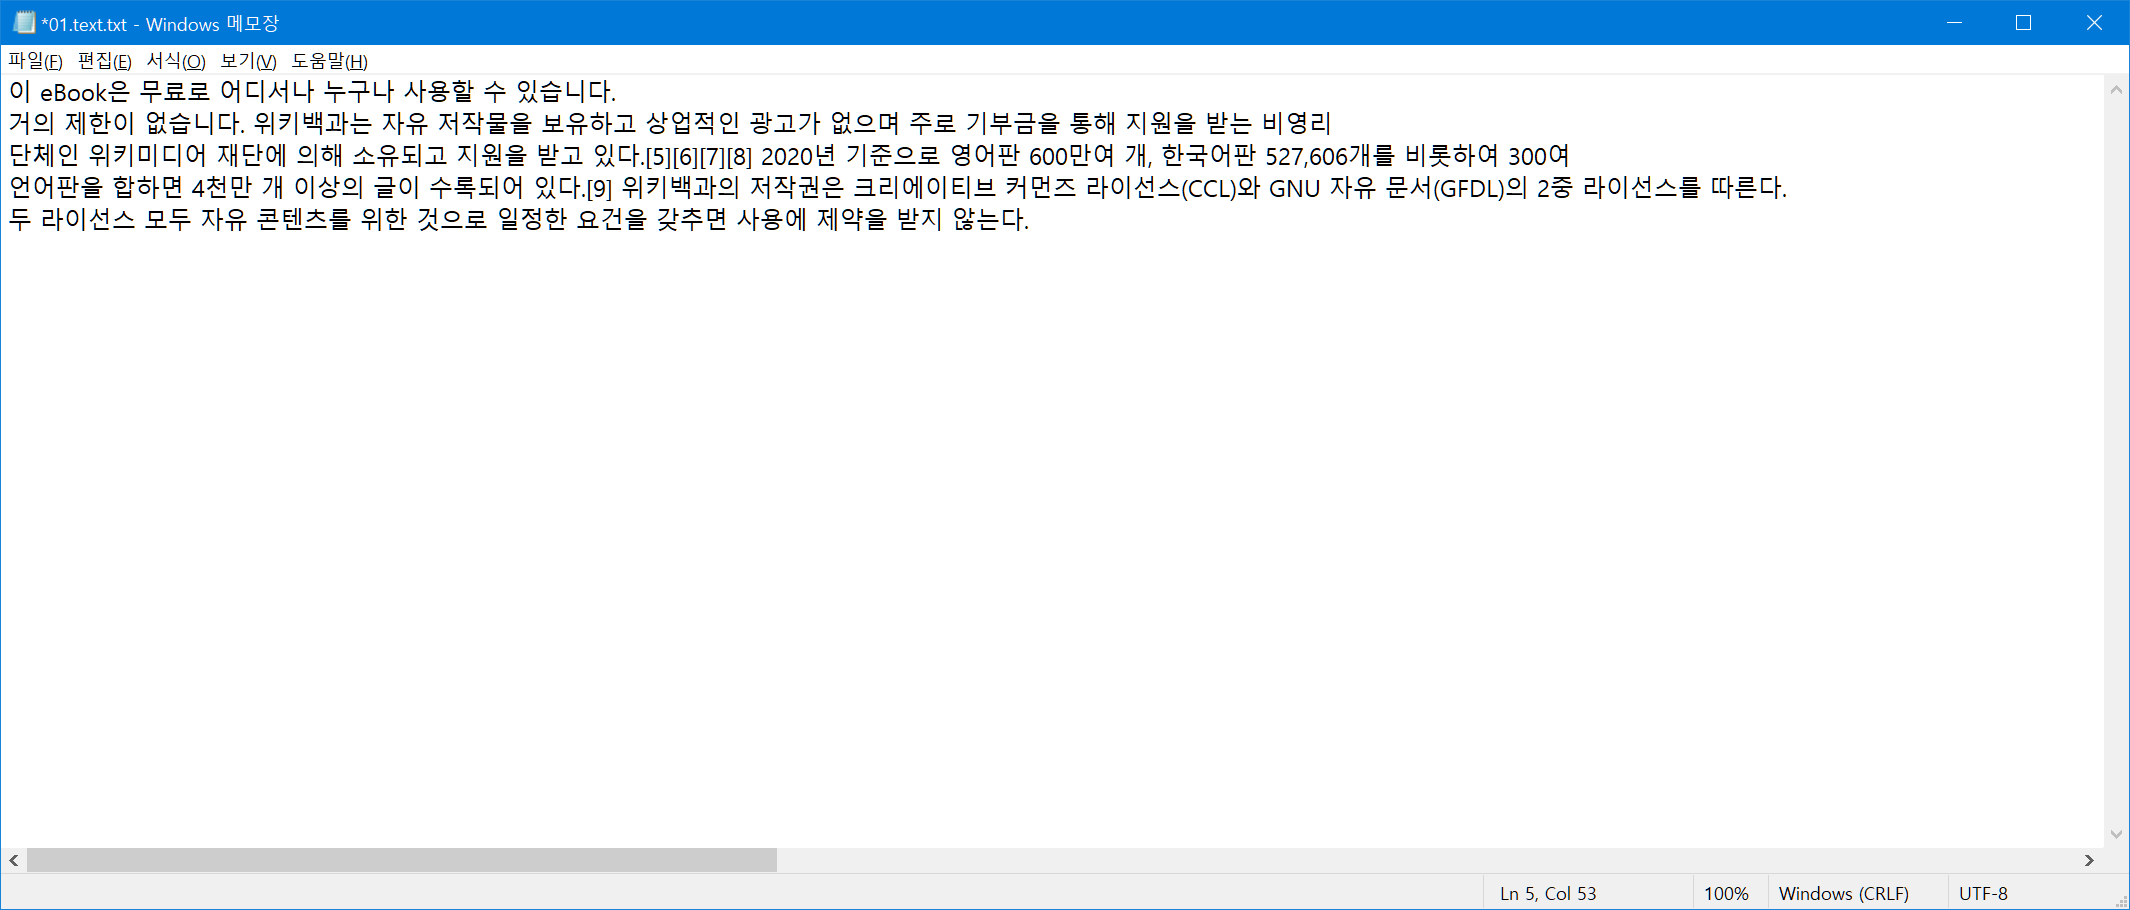 *01.text.txt - Windows 메모장
파일(F) 편집(E) 서식(O) 보기(V) 도움말(H)
이 eBook은 무료로 어디서나 누구나 사용할 수 있습니다.
거의 제한이 없습니다. 위키백과는 자유 저작물을 보유하고 상업적인 광고가 없으며 주로 기부금을 통해 지원을 받는 비영리
단체인 위키미디어 재단에 의해 소유되고 지원을 받고 있다.[5][6][7][8] 2020년 기준으로 영어판 600만여 개, 한국어판 527,606개를 비롯하여 300여
언어판을 합하면 4천만 개 이상의 글이 수록되어 있다.[9] 위키백과의 저작권은 크리에이티브 커먼즈 라이선스(CCL)와 GNU 자유 문서(GFDL)의 2중 라이선스를 따른다.
두 라이선스 모두 자유 콘텐츠를 위한 것으로 일정한 요건을 갖추면 사용에 제약을 받지 않는다.
Ln 5, Col 53 100% Windows (CRLF) UTF-8